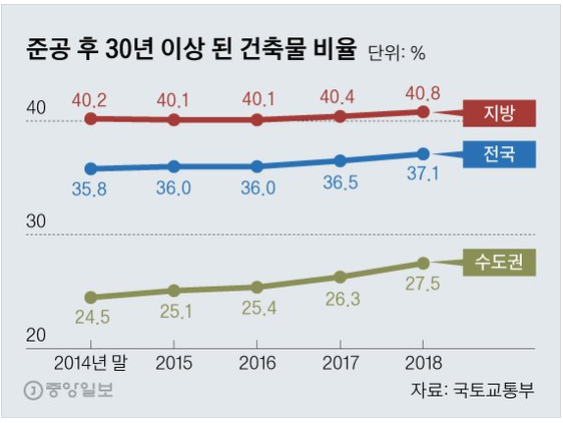 준공 후 30년 이상 된 건축물 비율 단위: %
40.2 40.1 40.1 40.4 40.8
40
지방
전국
35.8 36.0 36.0 36.5 37.1
30
수도권
24.5 25.1 25.4 26.3 27.5
20
2014년 말 2015 2016 2017 2018
J 중앙일보 자료: 국토교통부